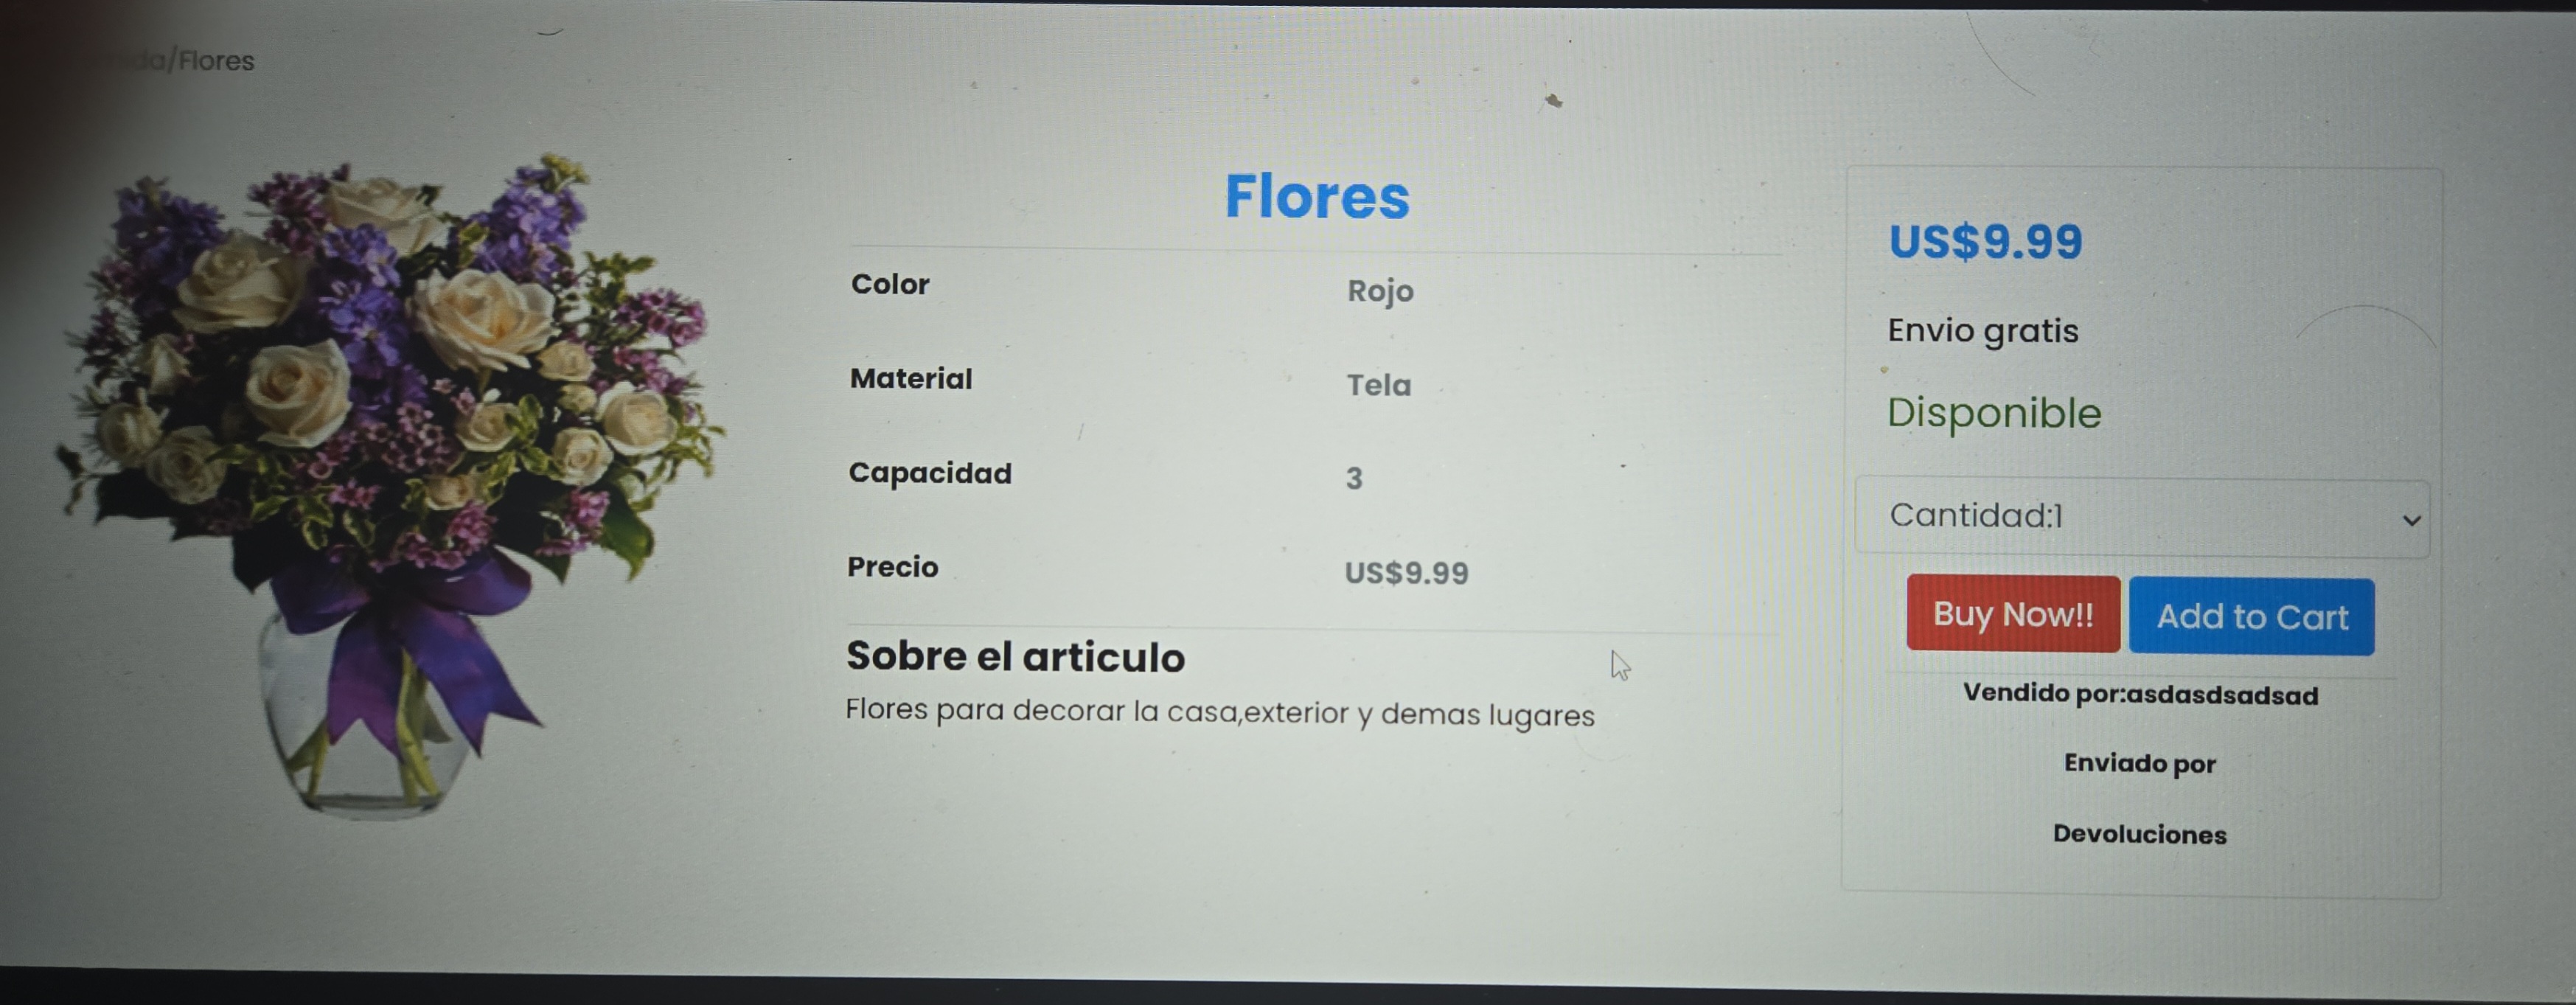 /Flores
Flores
Color Rojo
Material Tela
Capacidad 3
Precio US$9.99
Sobre el articulo
Flores para decorar la casa,exterior y demas lugares
US$9.99
Envio gratis
Disponible
Cantidad:1
Buy Now!! Add to Cart
Vendido por:asdasdsadsad
Enviado por
Devoluciones